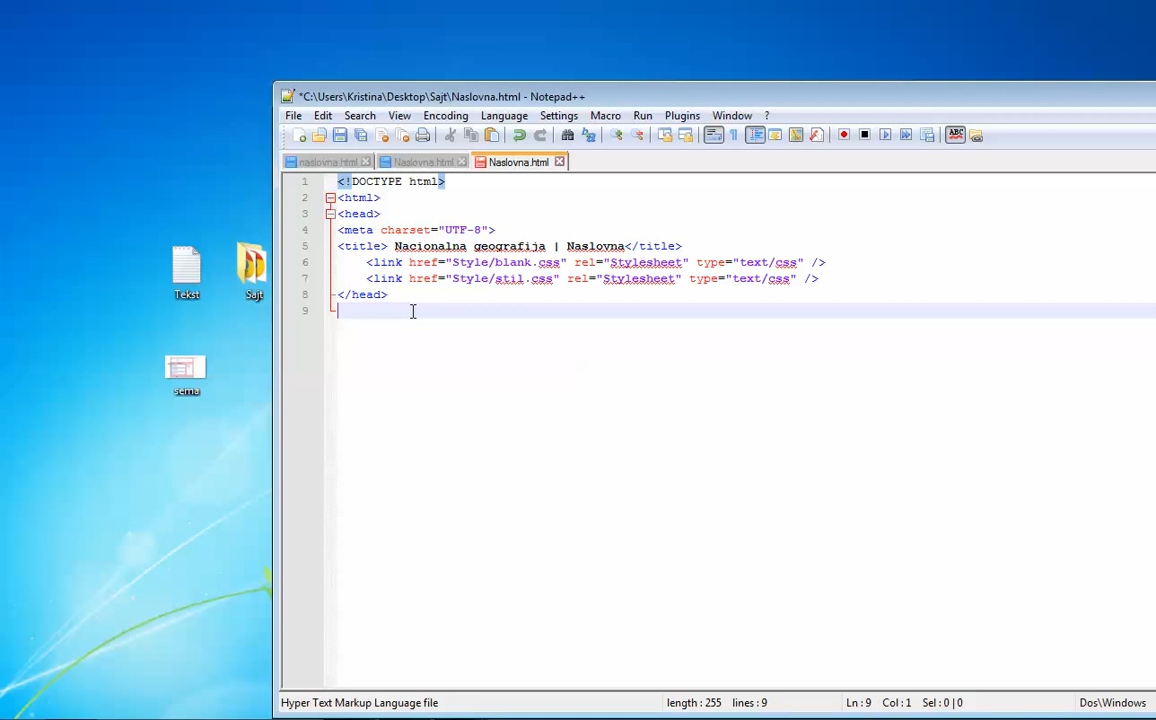 *C:\Users\Kristina\Desktop\Sajt\Naslovna.html - Notepad++
File Edit Search View Encoding Language Settings Macro Run Plugins Window ?
naslovna.html Naslovna.html Naslovna.html
1 <!DOCTYPE html>
2 <html>
3 <head>
4 <meta charset="UTF-8">
5 <title> Nacionalna geografija | Naslovna</title>
6 <link href="Style/blank.css" rel="Stylesheet" type="text/css" />
7 <link href="Style/stil.css" rel="Stylesheet" type="text/css" />
8 </head>
9
Tekst
Sajt
sema
ABC
Hyper Text Markup Language file length : 255 lines : 9 Ln : 9 Col : 1 Sel : 0 | 0 Dos\Windows